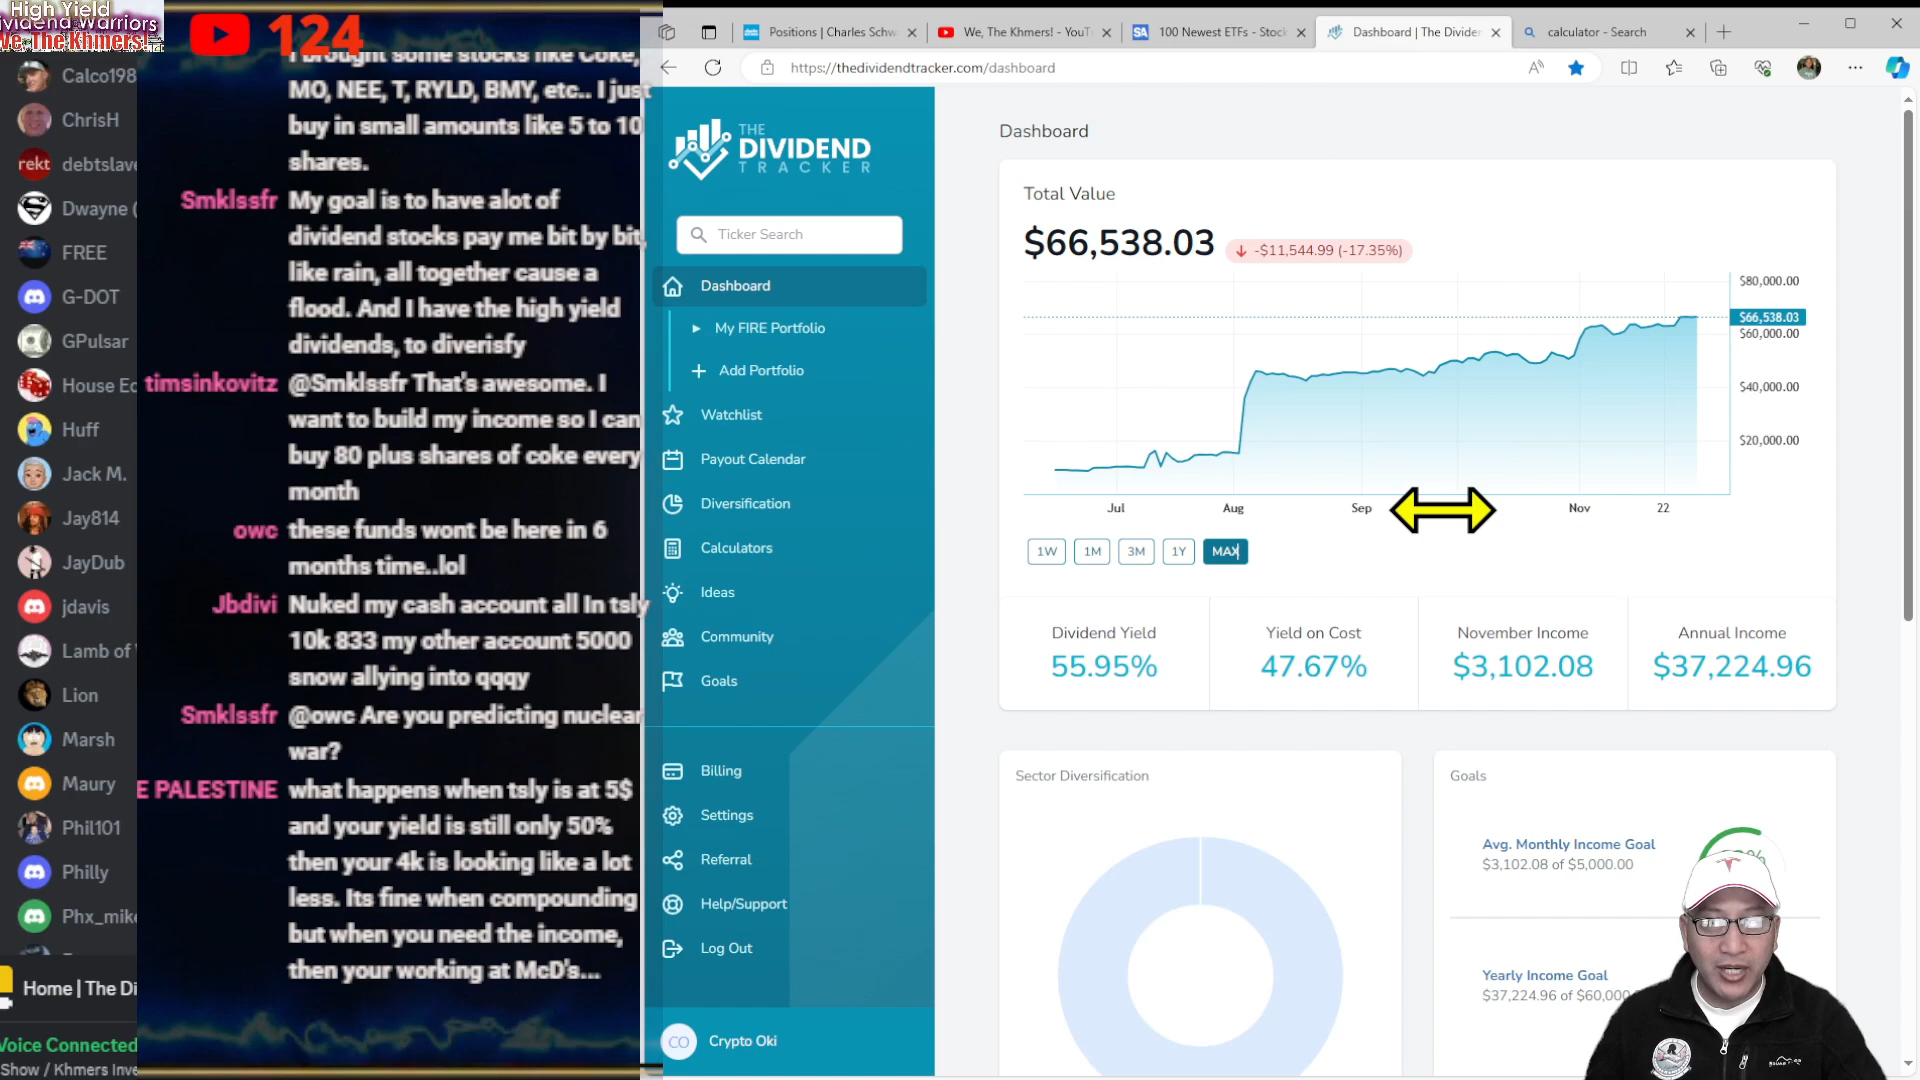 High Yield
Dividend Warriors
We, The Khmers!
124
Calco198
ChrisH
debtslave
Dwayne (
FREE
G-DOT
GPulsar
House Ed
Huff
Jack M.
Jay814
JayDub
jdavis
Lamb of
Lion
Marsh
Maury
Phil101
Philly
Phx_mike
rekt
Home | The Di
Voice Connected
Show / Khmers Inve
I brought some stocks like Coke,
MO, NEE, T, RYLD, BMY, etc.. I just
buy in small amounts like 5 to 10
shares.
Smklssfr My goal is to have alot of
dividend stocks pay me bit by bit,
like rain, all together cause a
flood. And I have the high yield
dividends, to diverisfy
timsinkovitz @Smklssfr That's awesome. I
want to build my income so I can
buy 80 plus shares of coke every
month
owc these funds wont be here in 6
months time..lol
Jbdivi Nuked my cash account all In tsly
10k 833 my other account 5000
snow allying into qqqy
Smklssfr @owc Are you predicting nuclear
war?
E PALESTINE what happens when tsly is at 5$
and your yield is still only 50%
then your 4k is looking like a lot
less. Its fine when compounding
but when you need the income,
then your working at McD's...
Positions | Charles Schw
We, The Khmers! - YouT
SA 100 Newest ETFs - Stock
Dashboard | The Divider
calculator - Search
https://thedividendtracker.com/dashboard
THE
DIVIDEND
TRACKER
Ticker Search
Dashboard
My FIRE Portfolio
Add Portfolio
Watchlist
Payout Calendar
Diversification
Calculators
Ideas
Community
Goals
Billing
Settings
Referral
Help/Support
Log Out
CO Crypto Oki
Dashboard
Total Value
$66,538.03 -$11,544.99 (-17.35%)
$80,000.00
$66,538.03
$60,000.00
$40,000.00
$20,000.00
Jul Aug Sep Nov 22
1W 1M 3M 1Y MAX
Dividend Yield
55.95%
Yield on Cost
47.67%
November Income
$3,102.08
Annual Income
$37,224.96
Sector Diversification
Goals
Avg. Monthly Income Goal
$3,102.08 of $5,000.00
Yearly Income Goal
$37,224.96 of $60,000